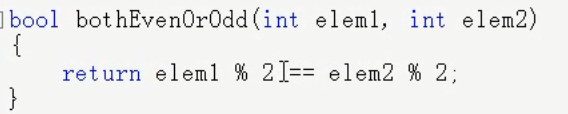 bool bothEvenOrOdd(int elem1, int elem2)
{
return elem1 % 2 == elem2 % 2;
}